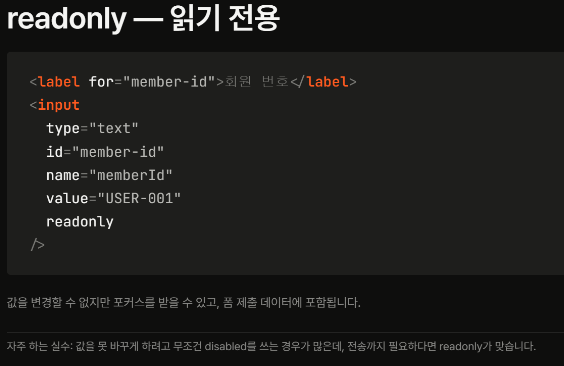 readonly — 읽기 전용
<label for="member-id">회원 번호</label>
<input
type="text"
id="member-id"
name="memberId"
value="USER-001"
readonly
/>
값을 변경할 수 없지만 포커스를 받을 수 있고, 폼 제출 데이터에 포함됩니다.
자주 하는 실수: 값을 못 바꾸게 하려고 무조건 disabled를 쓰는 경우가 많은데, 전송까지 필요하다면 readonly가 맞습니다.